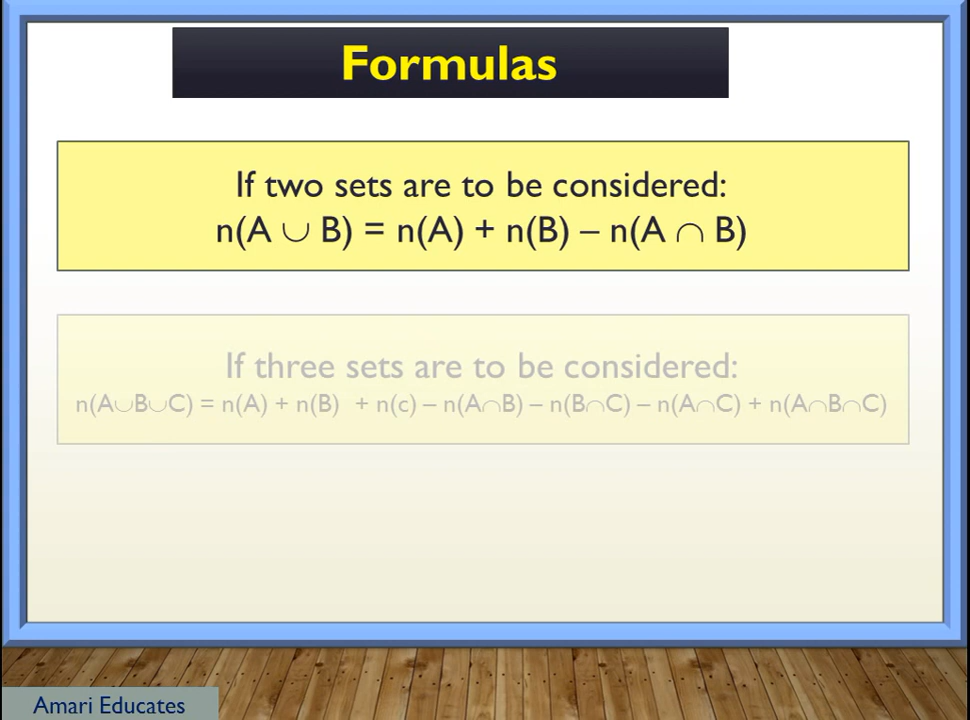 Formulas
If two sets are to be considered:
n(A ∪ B) = n(A) + n(B) – n(A ∩ B)
If three sets are to be considered:
n(A∪B∪C) = n(A) + n(B)  + n(c) – n(A∩B) – n(B∩C) – n(A∩C) + n(A∩B∩C)
Amari Educates